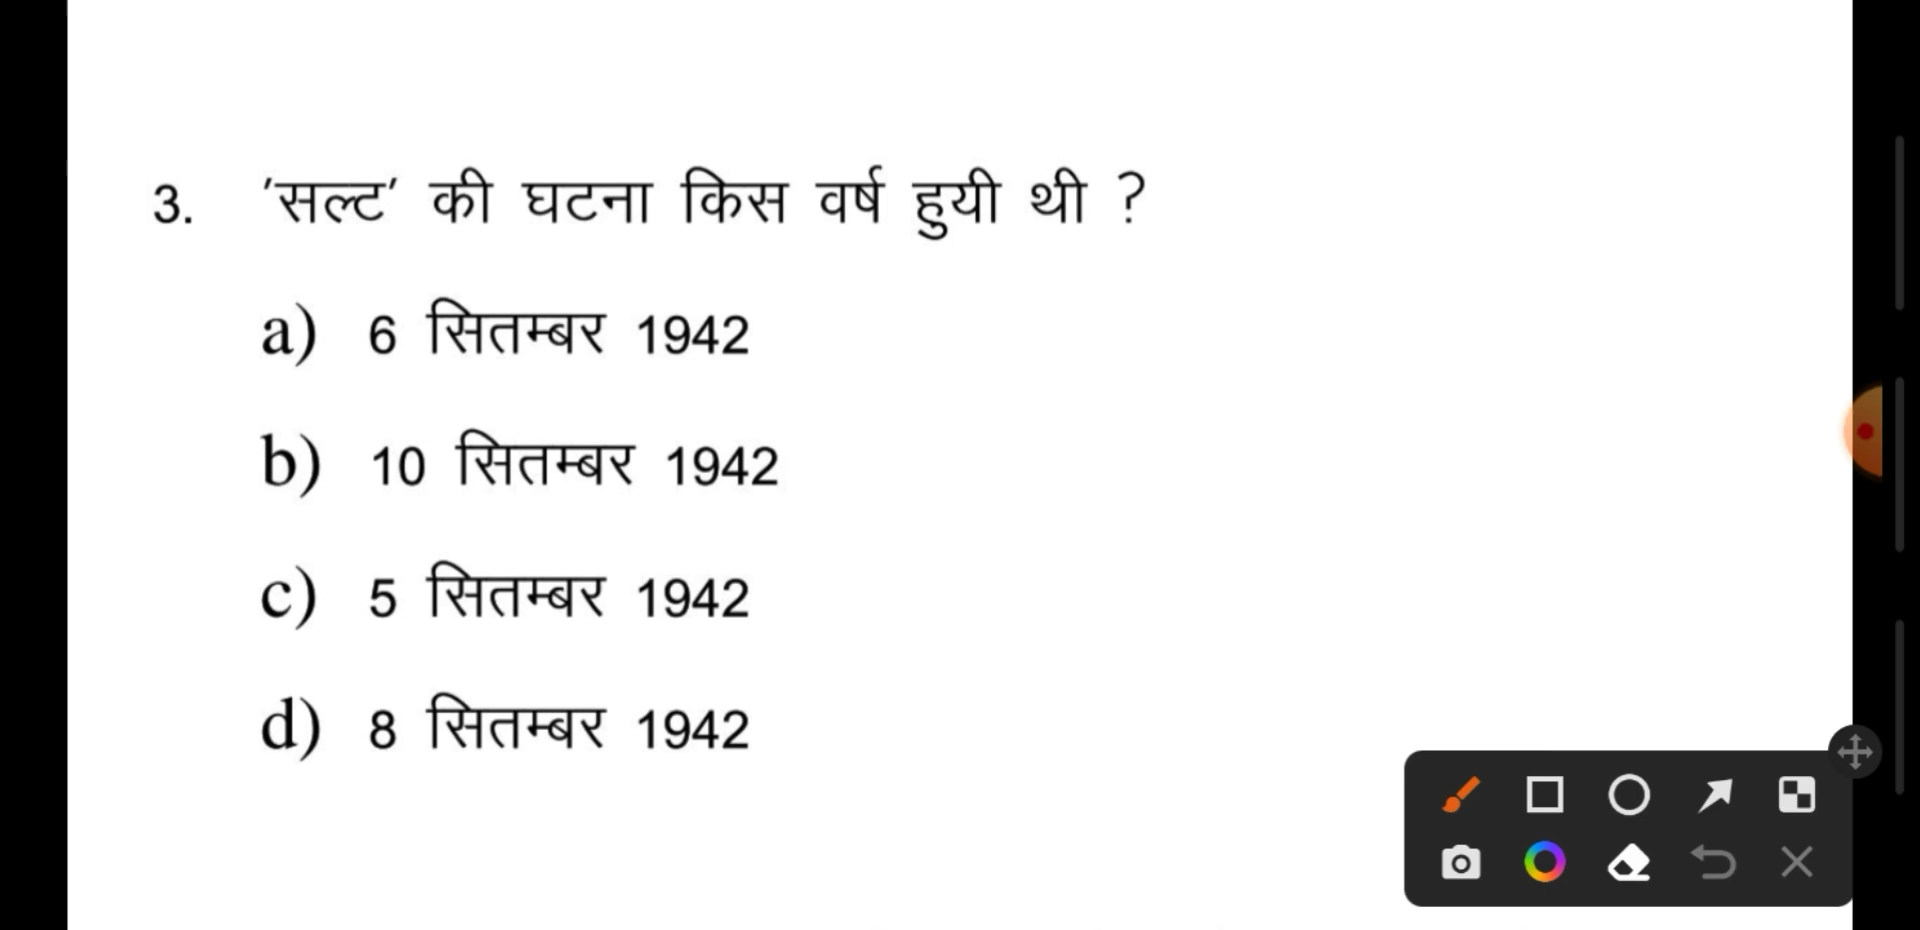 3. 'सल्ट' की घटना किस वर्ष हुयी थी ?
a) 6 सितम्बर 1942
b) 10 सितम्बर 1942
c) 5 सितम्बर 1942
d) 8 सितम्बर 1942